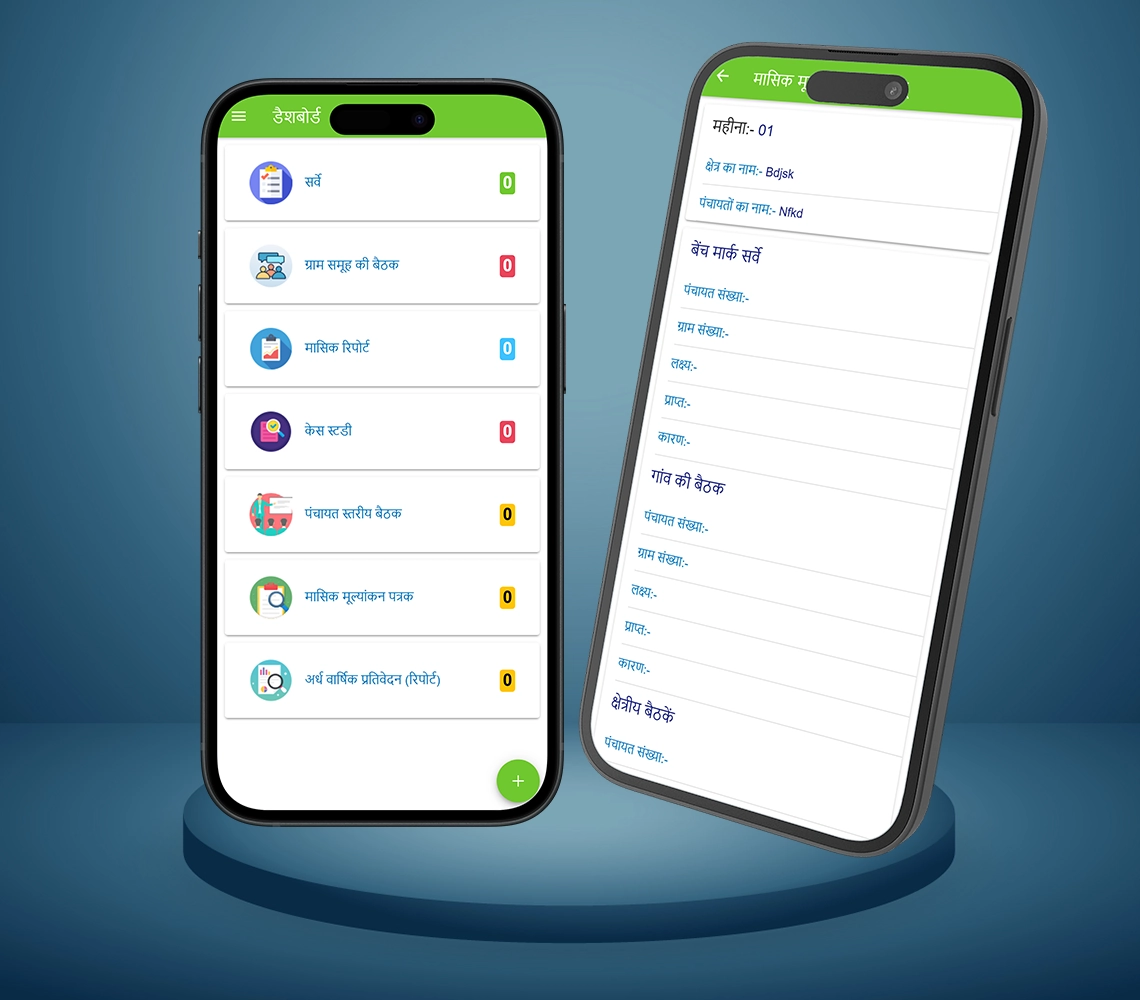 डैशबोर्ड
सर्वे 0
ग्राम समूह की बैठक 0
मासिक रिपोर्ट 0
केस स्टडी 0
पंचायत स्तरीय बैठक 0
मासिक मूल्यांकन पत्रक 0
अर्ध वार्षिक प्रतिवेदन (रिपोर्ट) 0
+
मासिक
महीना:- 01
क्षेत्र का नाम:- Bdjsk
पंचायतों का नाम:- Nfkd
बेंच मार्क सर्वे
पंचायत संख्या:-
ग्राम संख्या:-
लक्ष्य:-
प्राप्त:-
कारण:-
गांव की बैठक
पंचायत संख्या:-
ग्राम संख्या:-
लक्ष्य:-
प्राप्त:-
कारण:-
क्षेत्रीय बैठकें
पंचायत संख्या:-